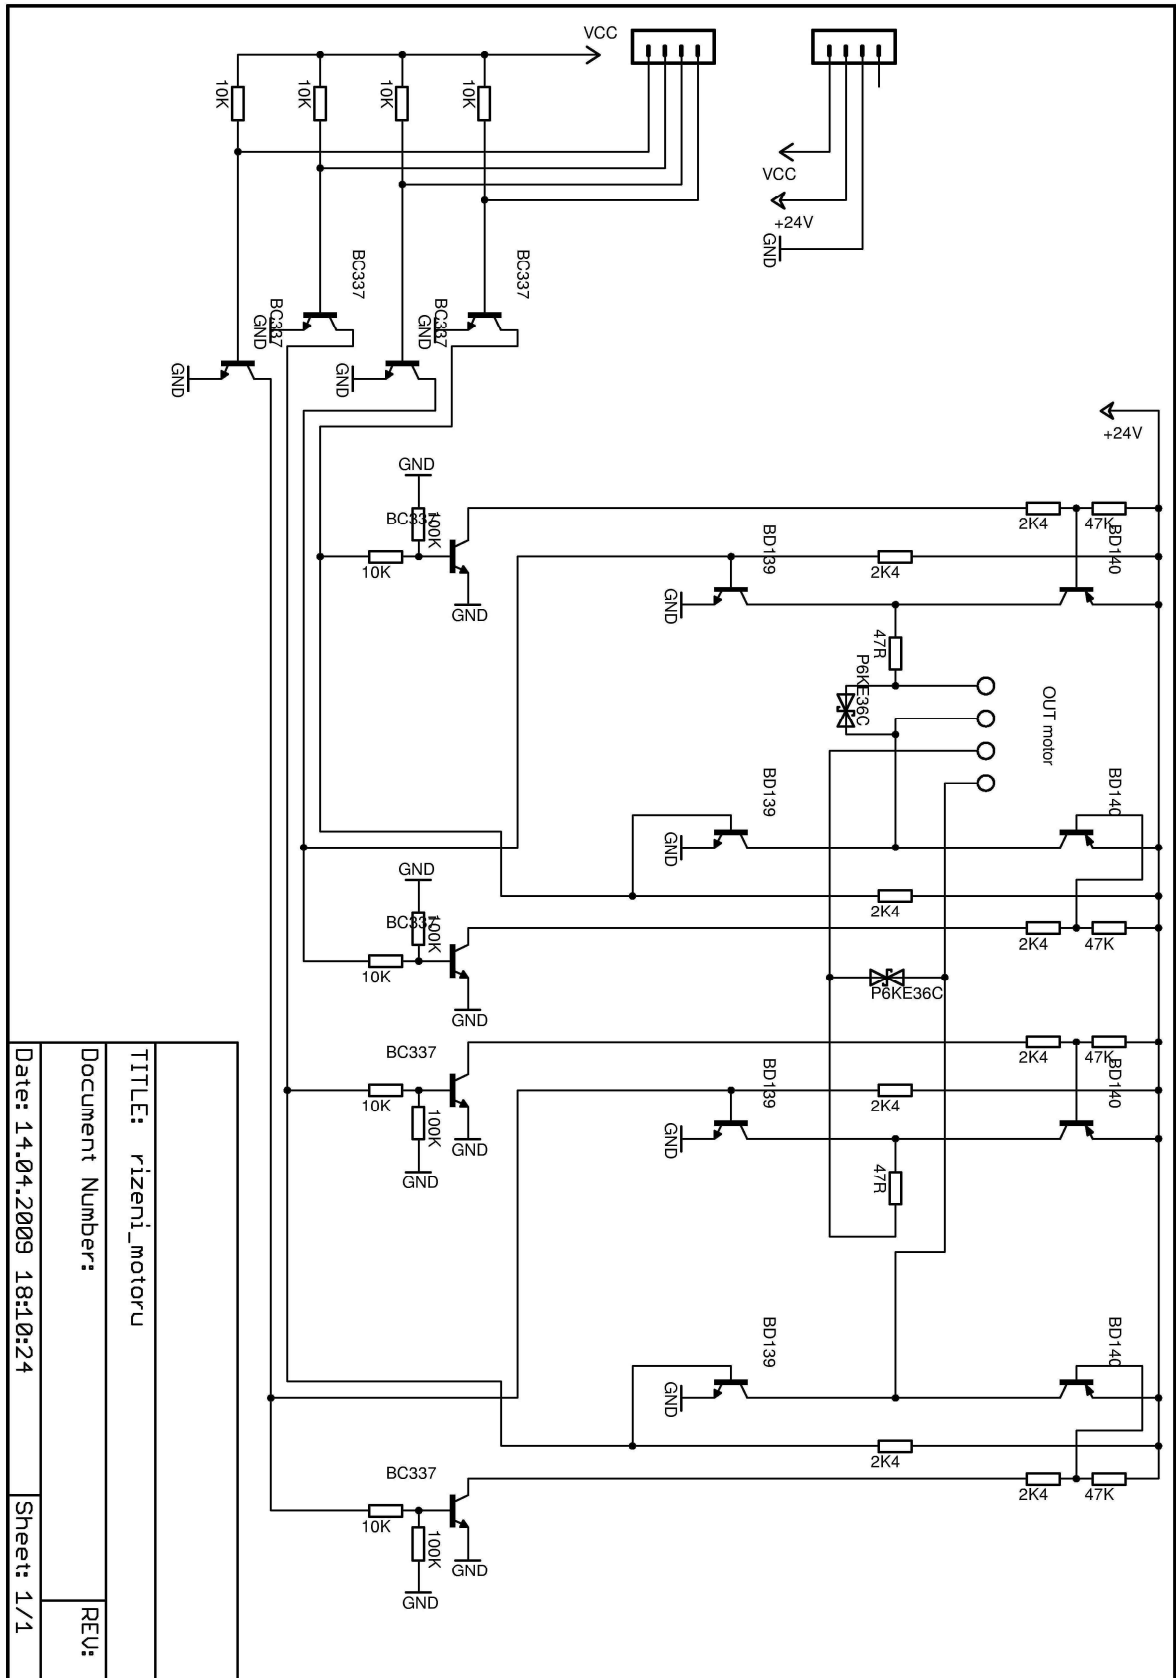 VCC
10K
10K
10K
10K
VCC
+24V
GND
BC337
BC337
BC337
BC337
GND
GND
GND
GND
+24V
GND
BC337
100K
10K
GND
2K4
47K
BD140
BD139
2K4
GND
47R
P6KE36C
OUT motor
BD139
BD140
GND
GND
2K4
BC337
100K
10K
2K4
47K
P6KE36C
GND
BC337
2K4
47K
BD140
BD139
10K
2K4
100K
GND
GND
GND
47R
BD139
BD140
GND
2K4
BC337
2K4
47K
10K
100K
GND
GND
TITLE: rizeni_motoru
Document Number:
REV:
Date: 14.04.2009 18:10:24
Sheet: 1/1